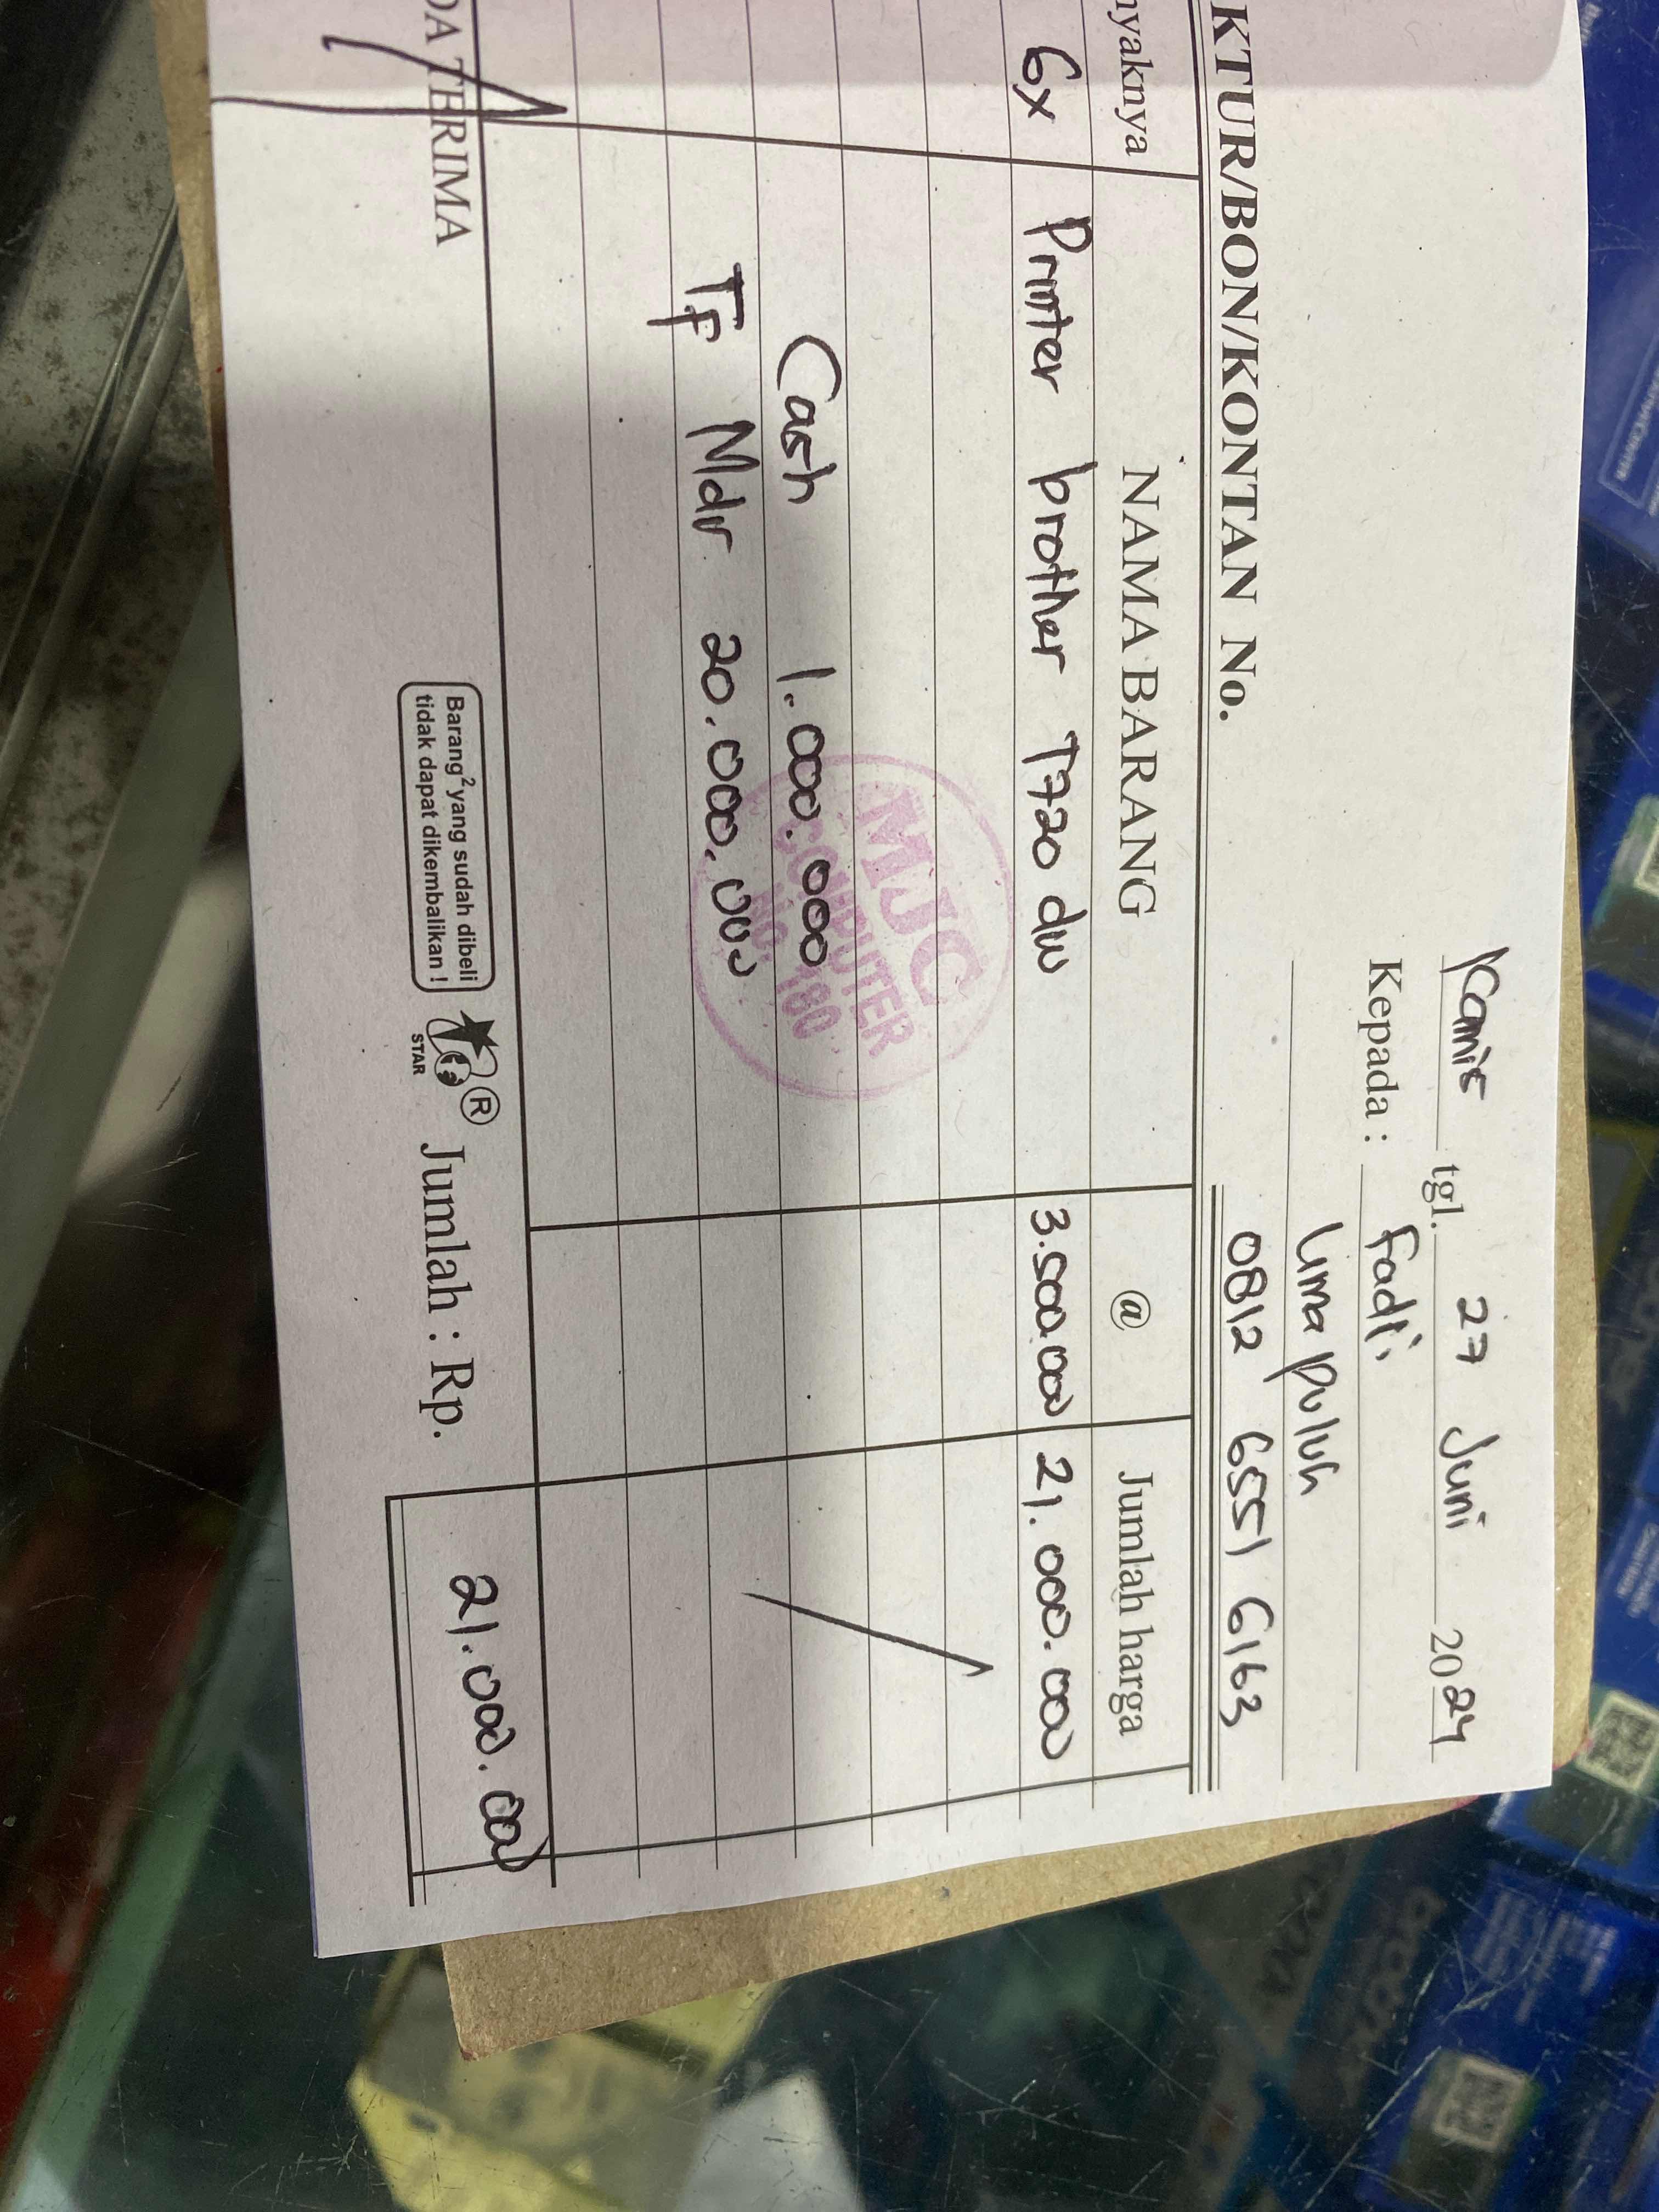 Kamis tgl. 27 Juni 2024
Kepada : Fadli
Lima puluh
0812 6551 6163
KTUR/BON/KONTAN No.
nyaknya NAMA BARANG @ Jumlah harga
6x Printer brother T720 dw 3.500.000 21.000.000
Cash 1.000.000
TF Mdr 20.000.000
MJC
COMPUTER
NO. 180
DA TERIMA
Barang² yang sudah dibeli
tidak dapat dikembalikan !
STAR
®
Jumlah : Rp. 21.000.000